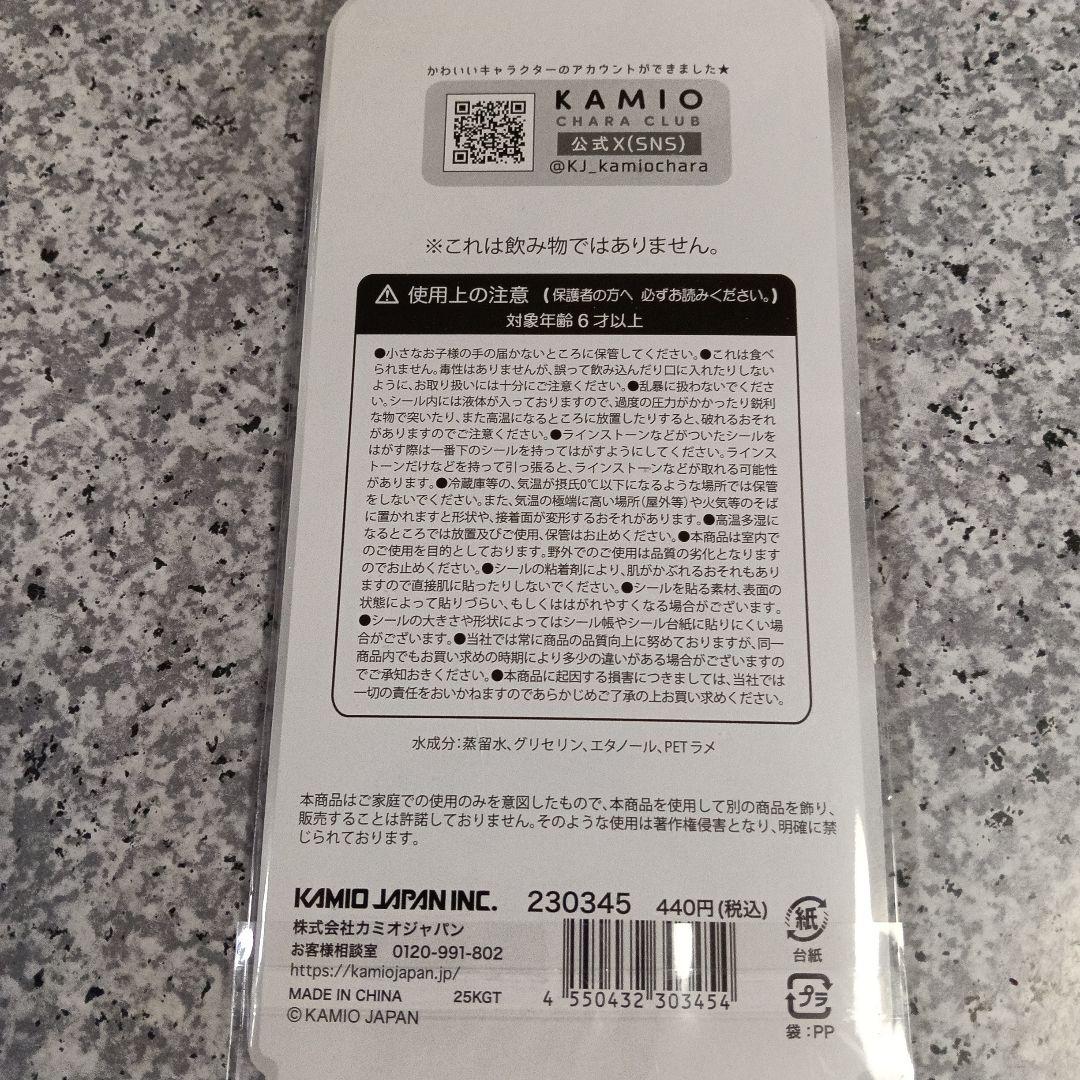 かわいいキャラクターのアカウントができました★
KAMIO
CHARA CLUB
公式X(SNS)
@KJ_kamiochara
※これは飲み物ではありません。
⚠ 使用上の注意 (保護者の方へ 必ずお読みください。)
対象年齢6才以上
●小さなお子様の手の届かないところに保管してください。●これは食べ
られません。毒性はありませんが、誤って飲み込んだり口に入れたりしない
ように、お取り扱いには十分にご注意ください。●乱暴に扱わないでくださ
い。シール内には液体が入っておりますので、過度の圧力がかかったり鋭利
な物で突いたり、また高温になるところに放置したりすると、破れるおそれ
がありますのでご注意ください。●ラインストーンなどがついたシールを
はがす際は一番下のシールを持ってはがすようにしてください。ラインス
トーンだけなどを持って引っ張ると、ラインストーンなどが取れる可能性
があります。●冷蔵庫等の、気温が摂氏0℃以下になるような場所では保管
をしないでください。また、気温の極端に高い場所(屋外等)や火気等のそば
に置かれますと形状や、接着面が変形するおそれがあります。●高温多湿に
なるところでは放置及びご使用、保管はお止めください。●本商品は室内で
のご使用を目的としております。野外でのご使用は品質の劣化となります
のでお止めください。●シールの粘着剤により、肌がかぶれるおそれもあり
ますので直接肌に貼ったりしないでください。●シールを貼る素材、表面の
状態によって貼りづらい、もしくははがれやすくなる場合がございます。
●シールの大きさや形状によってはシール帳やシール台紙に貼りにくい場
合がございます。●当社では常に商品の品質向上に努めておりますが、同一
商品内でもお買い求めの時期により多少の違いがある場合がございますの
でご承知おきください。●本商品に起因する損害につきましては、当社では
一切の責任をおいかねますのであらかじめご了承の上お買い求めください。
水成分:蒸留水、グリセリン、エタノール、PETラメ
本商品はご家庭での使用のみを意図したもので、本商品を使用して別の商品を飾り、
販売することは許諾しておりません。そのような使用は著作権侵害となり、明確に禁
じられております。
KAMIO JAPAN INC. 230345 440円(税込)
株式会社カミオジャパン
お客様相談室 0120-991-802
https://kamiojapan.jp/
MADE IN CHINA 25KGT
©KAMIO JAPAN
4 550432 303454
紙
台紙
プラ
袋:PP